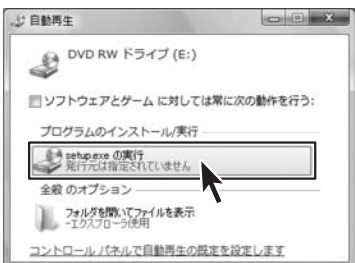 自動再生
DVD RW ドライブ (E:)
ソフトウェアとゲーム に対しては常に次の動作を行う:
プログラムのインストール/実行
setup.exe の実行
発行元は指定されていません
全般 のオプション
フォルダを開いてファイルを表示
-エクスプローラ使用
コントロール パネルで自動再生の既定を設定します